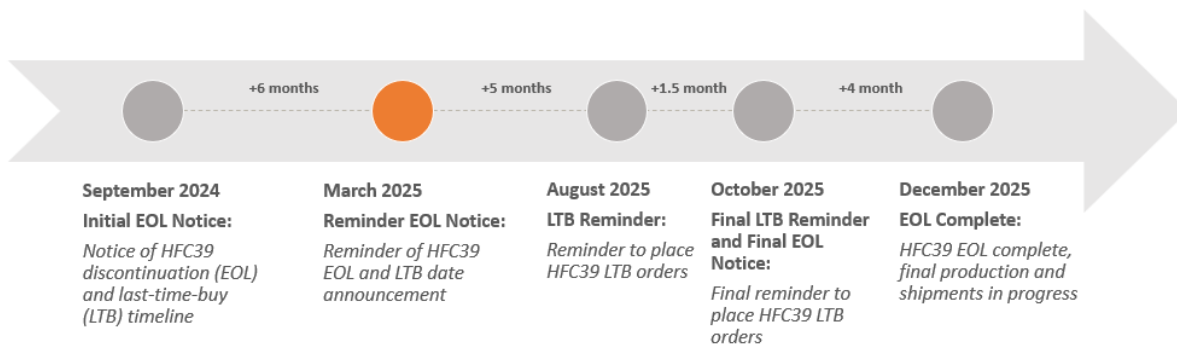 +6 months
+5 months
+1.5 month
+4 month
September 2024
Initial EOL Notice:
Notice of HFC39
discontinuation (EOL)
and last-time-buy
(LTB) timeline
March 2025
Reminder EOL Notice:
Reminder of HFC39
EOL and LTB date
announcement
August 2025
LTB Reminder:
Reminder to place
HFC39 LTB orders
October 2025
Final LTB Reminder
and Final EOL
Notice:
Final reminder to
place HFC39 LTB
orders
December 2025
EOL Complete:
HFC39 EOL complete,
final production and
shipments in progress